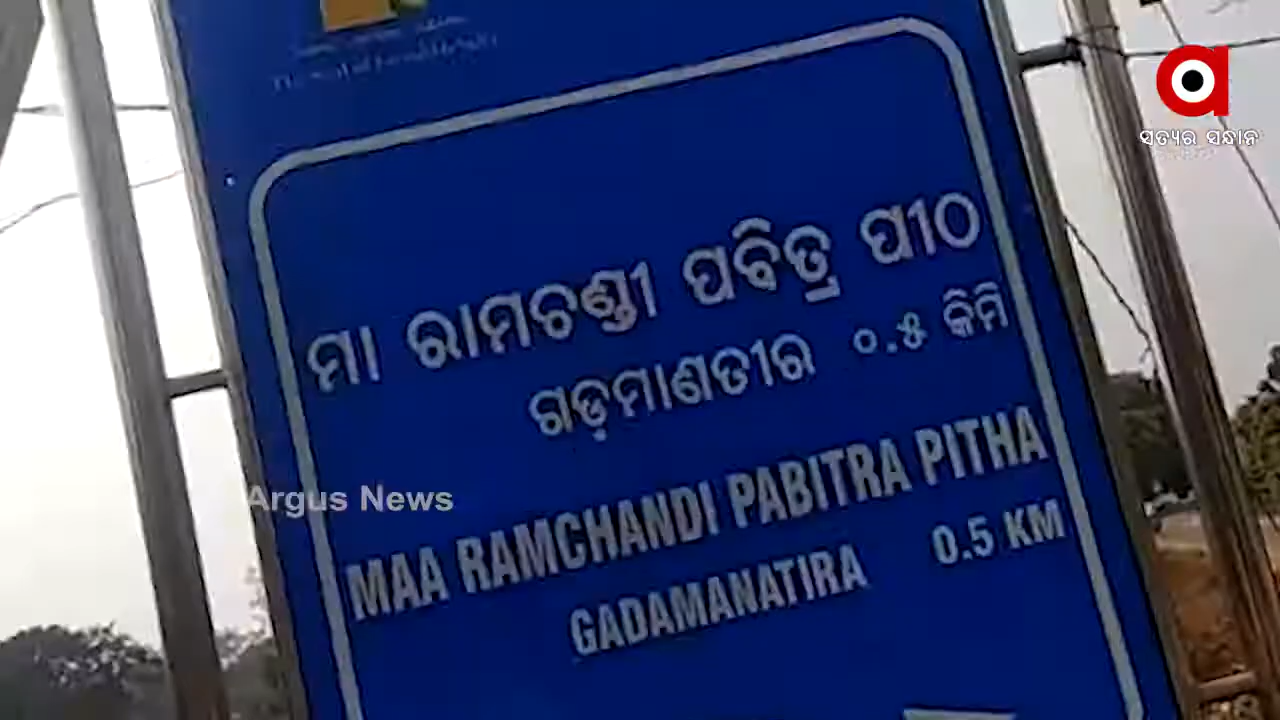 ସତ୍ୟର ସନ୍ଧାନ
ମା ରାମଚଣ୍ଡୀ ପବିତ୍ର ପୀଠ
ଗଡ଼ମାଣତୀର ୦.୫ କିମି
MAA RAMCHANDI PABITRA PITHA
GADAMANATIRA 0.5 KM
Argus News